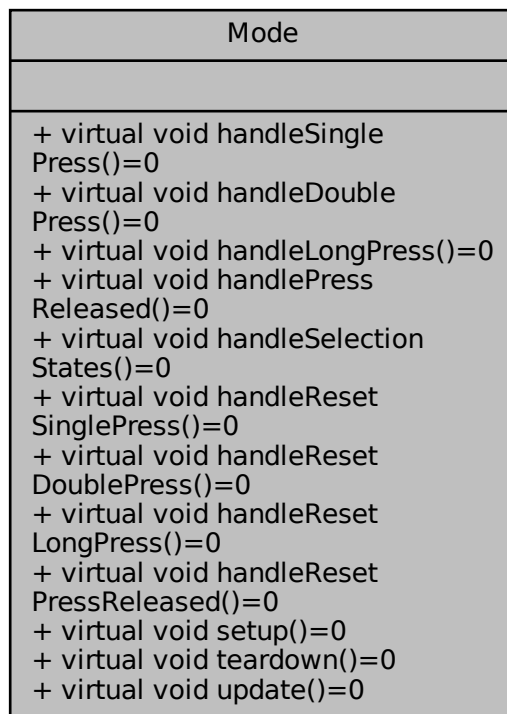 Mode
+ virtual void handleSingle
Press()=0
+ virtual void handleDouble
Press()=0
+ virtual void handleLongPress()=0
+ virtual void handlePress
Released()=0
+ virtual void handleSelection
States()=0
+ virtual void handleReset
SinglePress()=0
+ virtual void handleReset
DoublePress()=0
+ virtual void handleReset
LongPress()=0
+ virtual void handleReset
PressReleased()=0
+ virtual void setup()=0
+ virtual void teardown()=0
+ virtual void update()=0